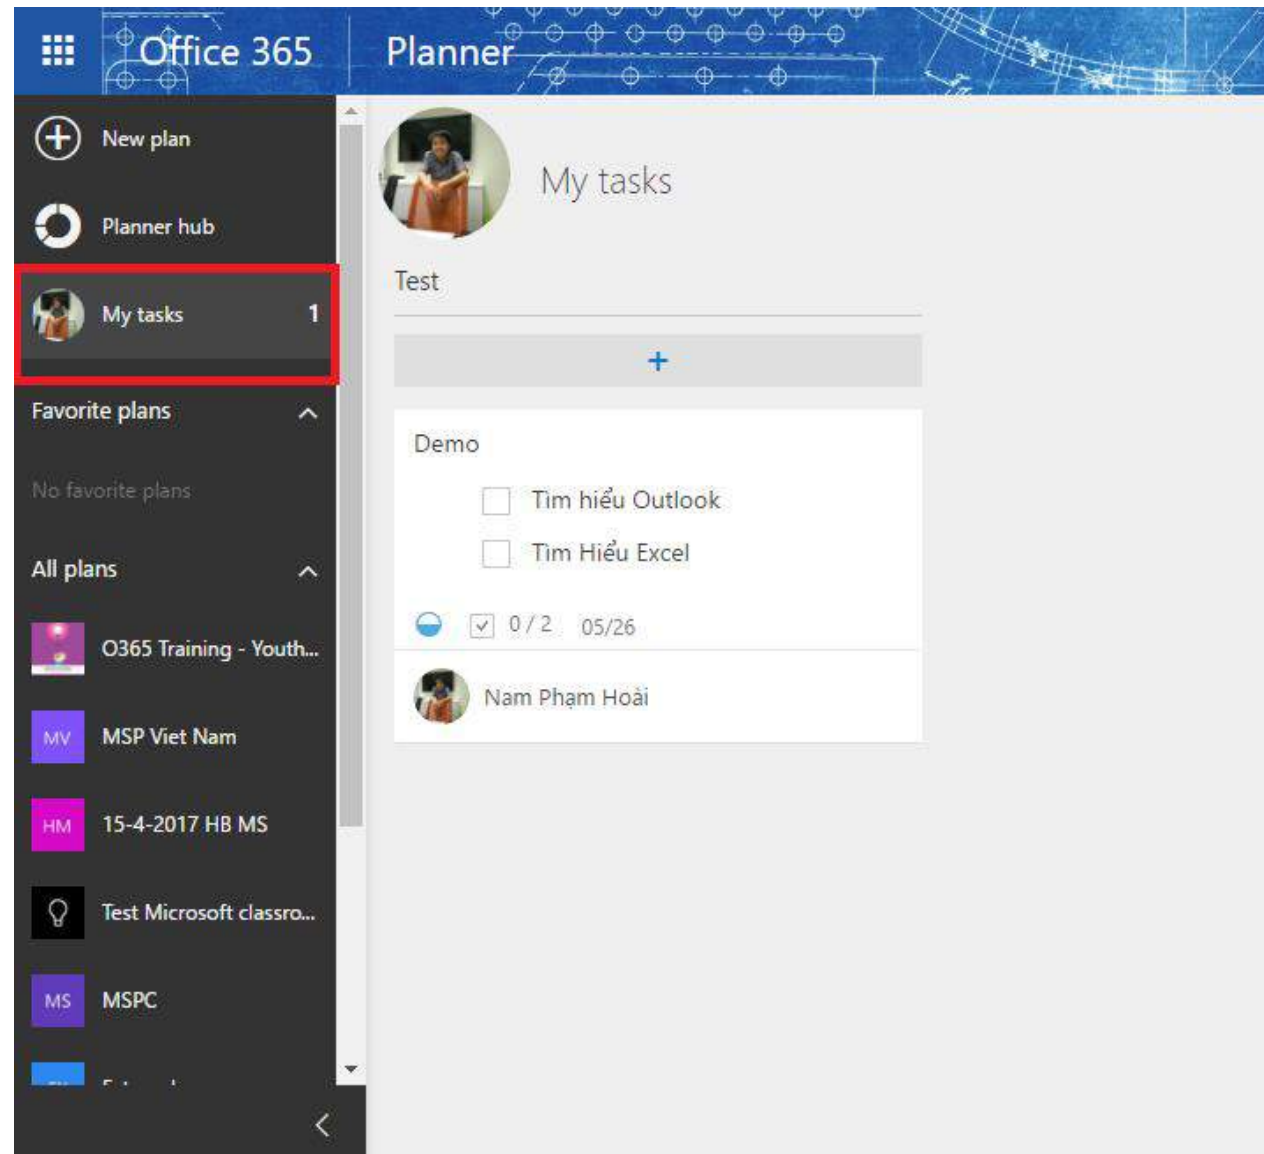 Office 365
Planner
New plan
Planner hub
My tasks 1
Favorite plans
No favorite plans
All plans
O365 Training - Youth...
MV MSP Viet Nam
HM 15-4-2017 HB MS
Test Microsoft classro...
MS MSPC
My tasks
Test
+
Demo
Tìm hiểu Outlook
Tìm Hiểu Excel
0 / 2 05/26
Nam Phạm Hoài